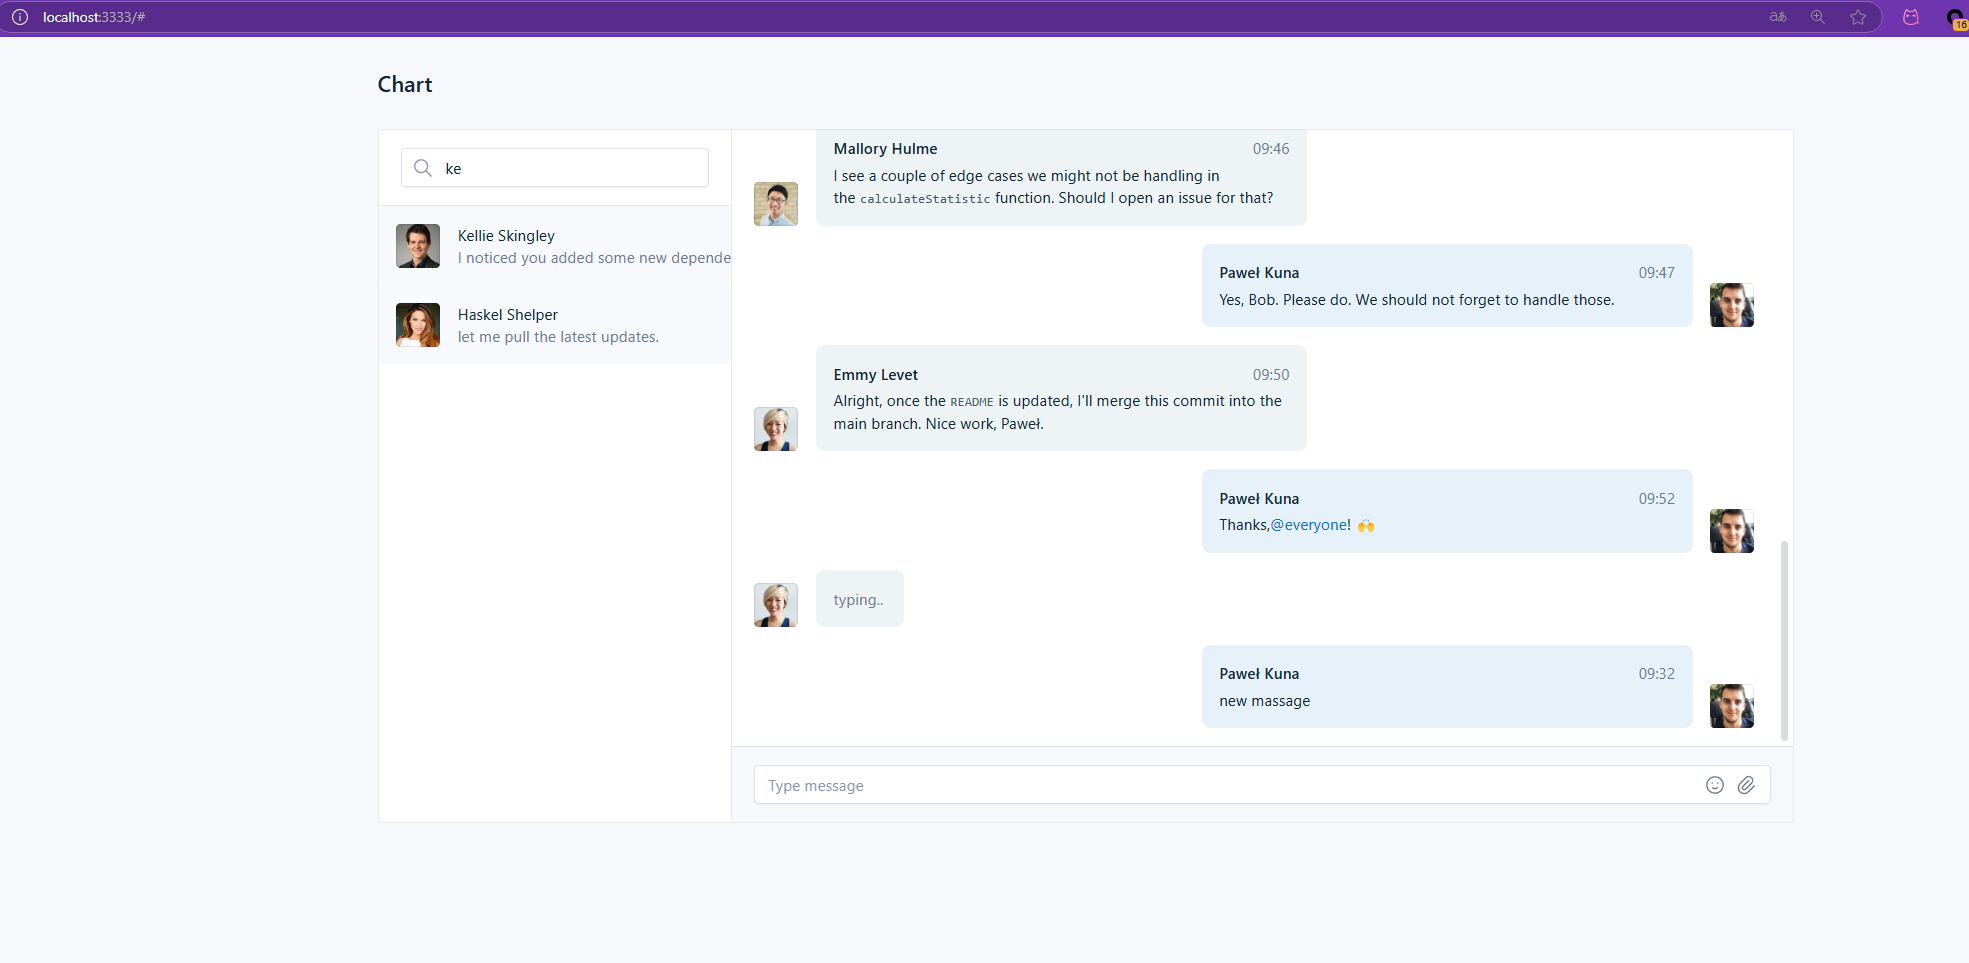 localhost:3333/#
aあ
16
Chart
ke
Kellie Skingley
I noticed you added some new depende
Haskel Shelper
let me pull the latest updates.
Mallory Hulme 09:46
I see a couple of edge cases we might not be handling in
the calculateStatistic function. Should I open an issue for that?
Paweł Kuna 09:47
Yes, Bob. Please do. We should not forget to handle those.
Emmy Levet 09:50
Alright, once the README is updated, I'll merge this commit into the
main branch. Nice work, Paweł.
Paweł Kuna 09:52
Thanks,@everyone! 🙌
typing..
Paweł Kuna 09:32
new massage
Type message